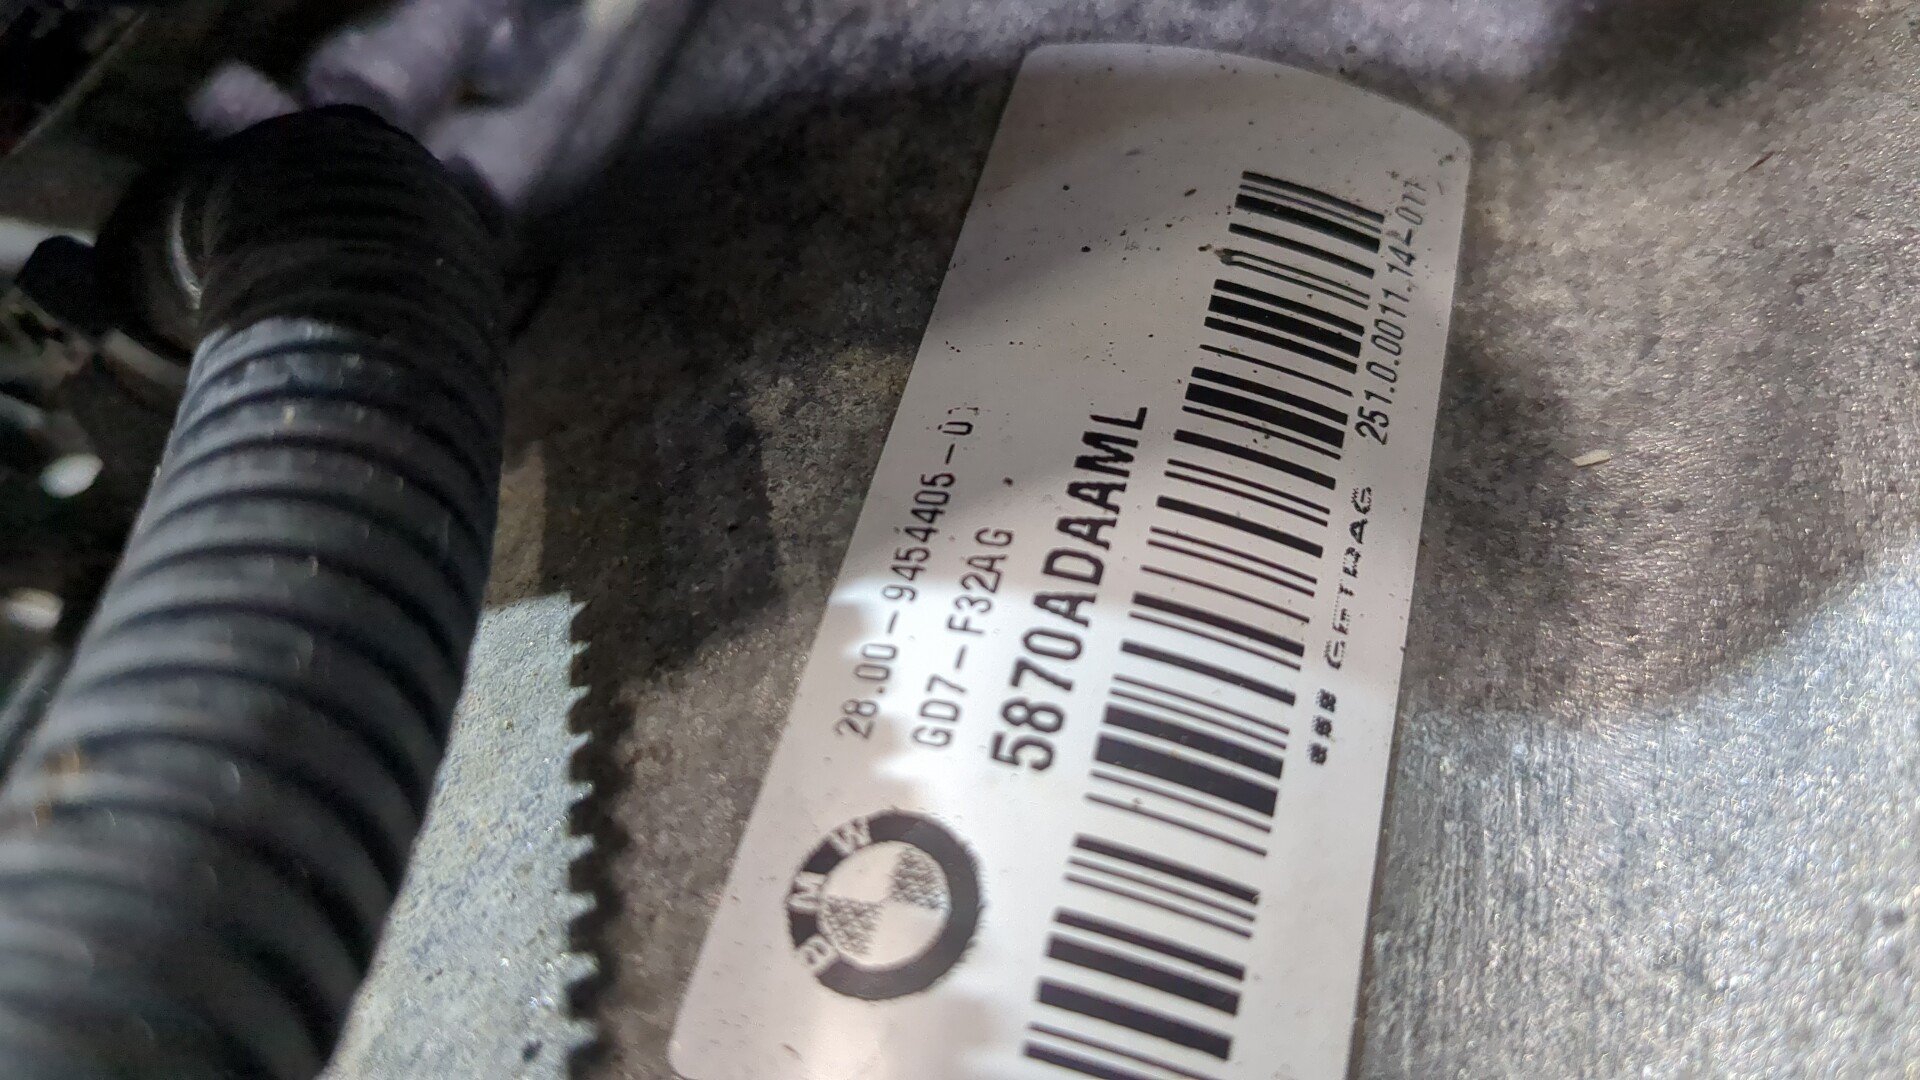 28.00-9454405-01
GD7-F32AG
5870ADAAML
BMW
GETRAG
251.0.0011.14-011